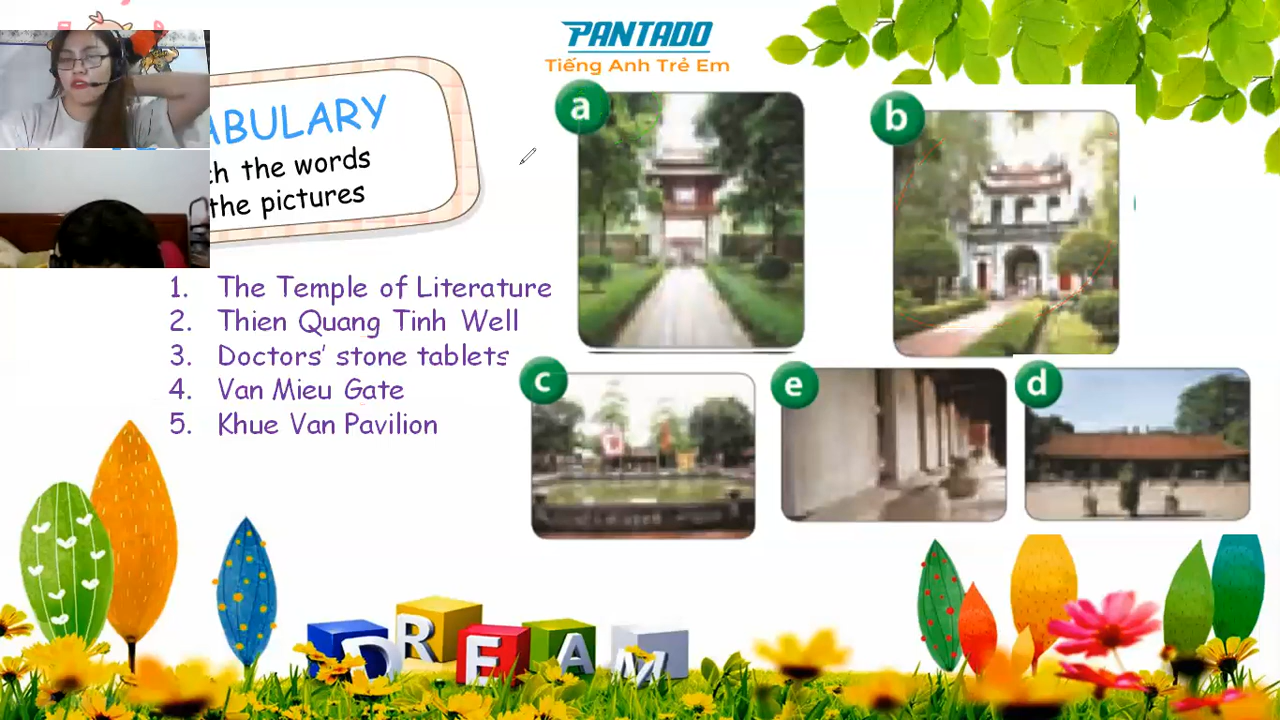 PANTADO
Tiếng Anh Trẻ Em
ABULARY
the words
the pictures
1. The Temple of Literature
2. Thien Quang Tinh Well
3. Doctors' stone tablets
4. Van Mieu Gate
5. Khue Van Pavilion
a
b
c
e
d
DREAM